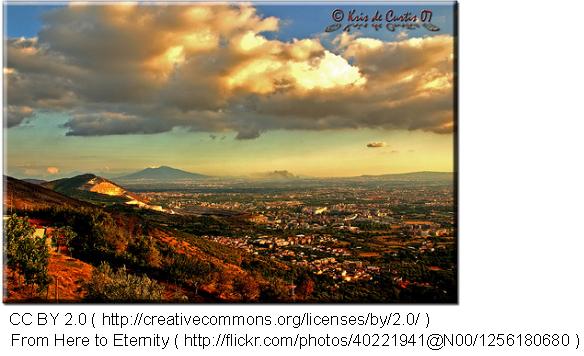 © Kris de Curtis 07
CC BY 2.0 ( http://creativecommons.org/licenses/by/2.0/ )
From Here to Eternity ( http://flickr.com/photos/40221941@N00/1256180680 )